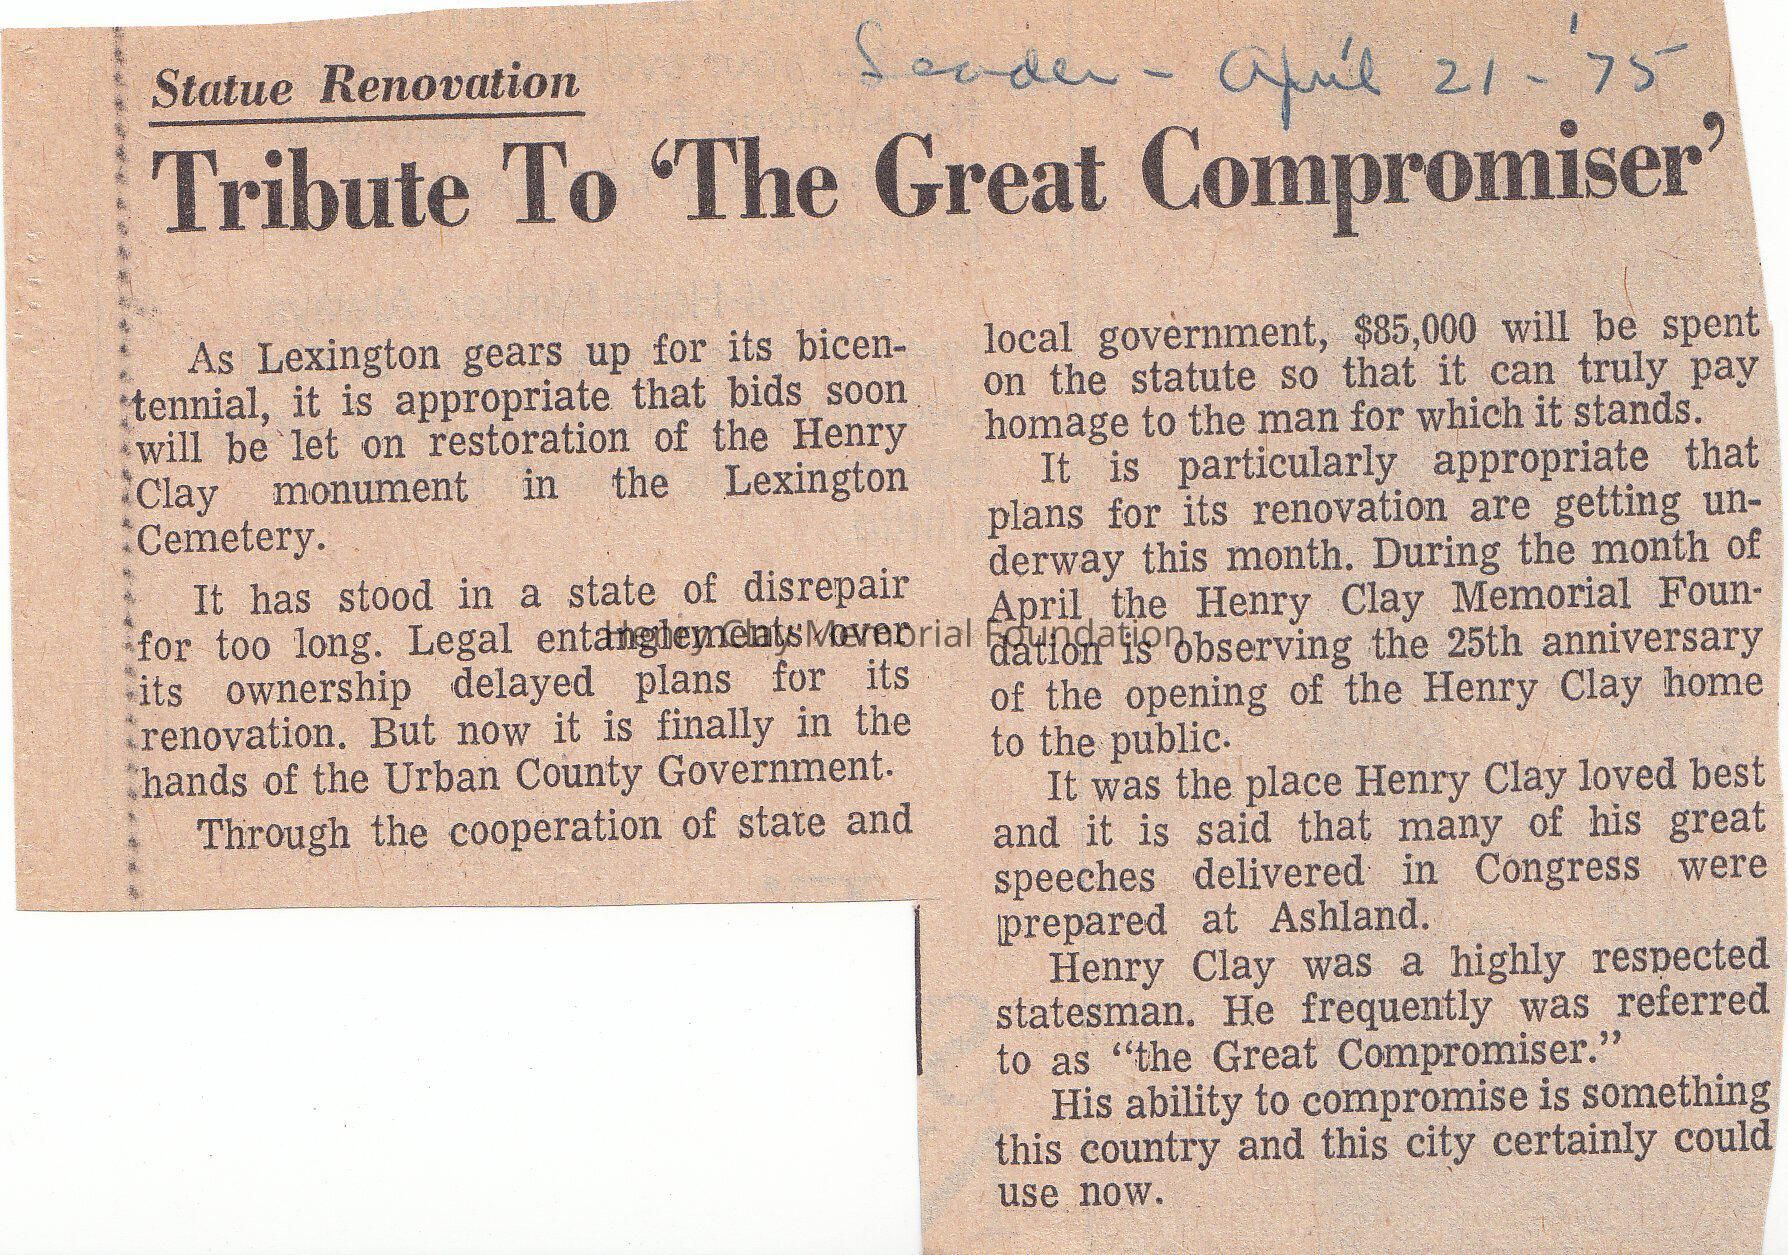 Leader - April 21 - '75
Statue Renovation
Tribute To ‘The Great Compromiser’
As Lexington gears up for its bicen-
tennial, it is appropriate that bids soon
will be let on restoration of the Henry
Clay monument in the Lexington
Cemetery.
It has stood in a state of disrepair
for too long. Legal entanglements over
its ownership delayed plans for its
renovation. But now it is finally in the
hands of the Urban County Government.
Through the cooperation of state and
local government, $85,000 will be spent
on the statute so that it can truly pay
homage to the man for which it stands.
It is particularly appropriate that
plans for its renovation are getting un-
derway this month. During the month of
April the Henry Clay Memorial Foun-
dation is observing the 25th anniversary
of the opening of the Henry Clay home
to the public.
It was the place Henry Clay loved best
and it is said that many of his great
speeches delivered in Congress were
prepared at Ashland.
Henry Clay was a highly respected
statesman. He frequently was referred
to as “the Great Compromiser.”
His ability to compromise is something
this country and this city certainly could
use now.
Henry Clay Memorial Foundation